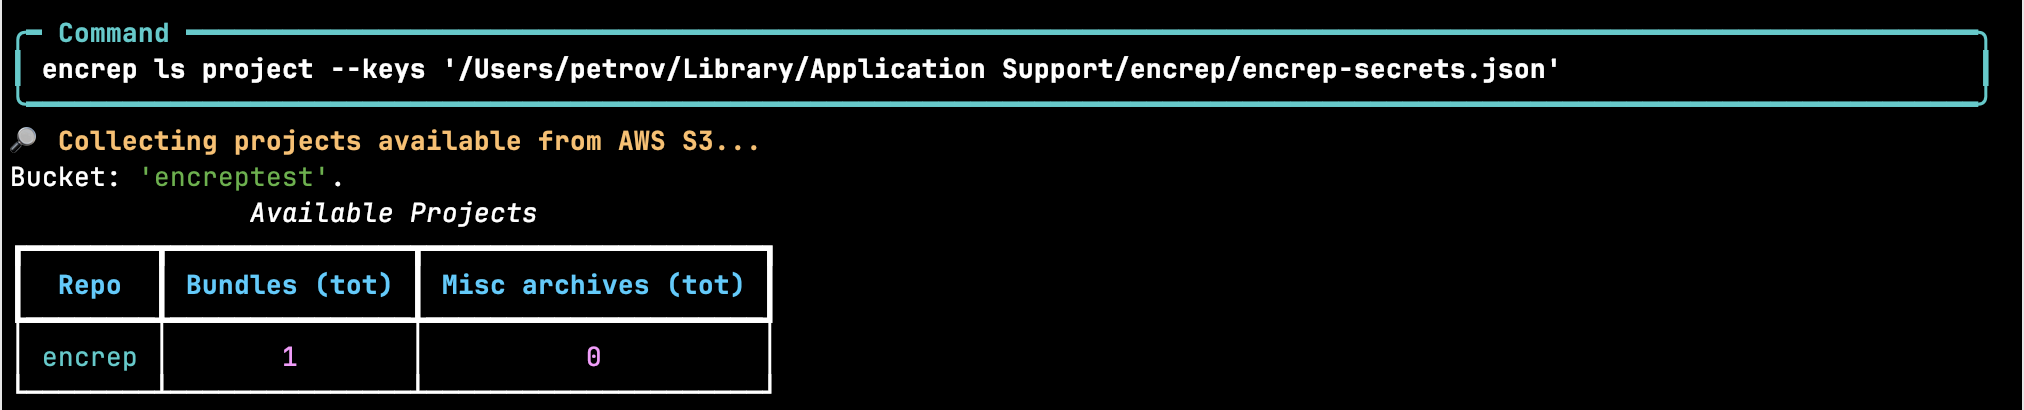 Command
encrep ls project --keys '/Users/petrov/Library/Application Support/encrep/encrep-secrets.json'
Collecting projects available from AWS S3...
Bucket: 'encreptest'.
Available Projects
Repo Bundles (tot) Misc archives (tot)
encrep 1 0